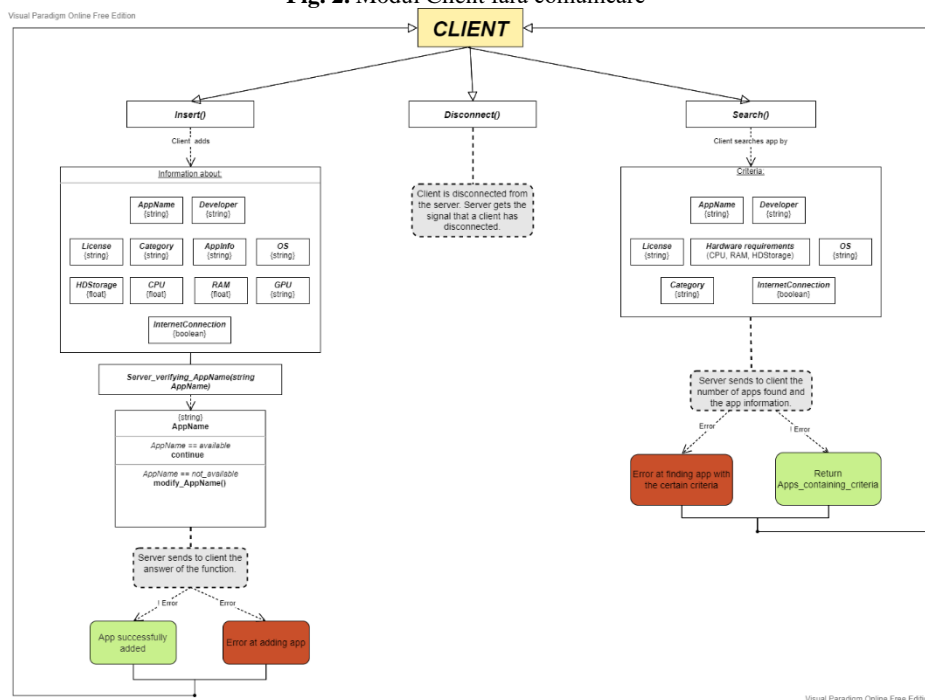 Fig. 2. Modul Client fără comunicare
Visual Paradigm Online Free Edition
CLIENT
Insert()
Disconnect()
Search()
Client adds
Client searches app by
Information about:
AppName
{string}
Developer
{string}
License
{string}
Category
{string}
AppInfo
{string}
OS
{string}
HDStorage
{float}
CPU
{float}
RAM
{float}
GPU
{string}
InternetConnection
{boolean}
Client is disconnected from
the server. Server gets the
signal that a client has
disconnected.
Criteria:
AppName
{string}
Developer
{string}
License
{string}
Hardware requirements
(CPU, RAM, HDStorage)
OS
{string}
Category
{string}
InternetConnection
{boolean}
Server_verifying_AppName(string
AppName)
{string}
AppName
AppName == available
continue
AppName == not_available
modify_AppName()
Server sends to client the
number of apps found and
the app information.
Error
! Error
Error at finding app with
the certain criteria
Return
Apps_containing_criteria
Server sends to client the
answer of the function.
! Error
Error
App successfully
added
Error at adding app
Visual Paradigm Online Free Editi